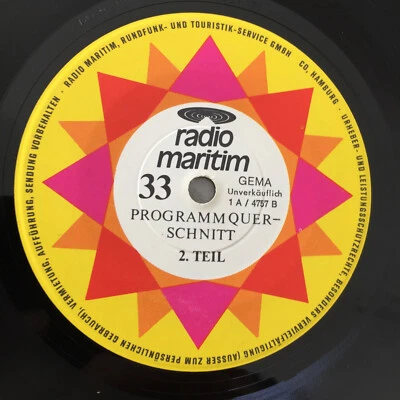 radio
maritim
33
GEMA
Unverkäuflich
1 A / 4757 B
PROGRAMMQUER-
SCHNITT
2. TEIL
RADIO MARITIM, RUNDFUNK- UND TOURISTIK-SERVICE GMBH CO, HAMBURG · URHEBER- UND LEISTUNGSSCHUTZRECHTE, BESONDERS VERVIELFÄLTIGUNG (AUSSER ZUM PERSÖNLICHEN GEBRAUCH), VERMIETUNG, AUFFÜHRUNG, SENDUNG VORBEHALTEN ·